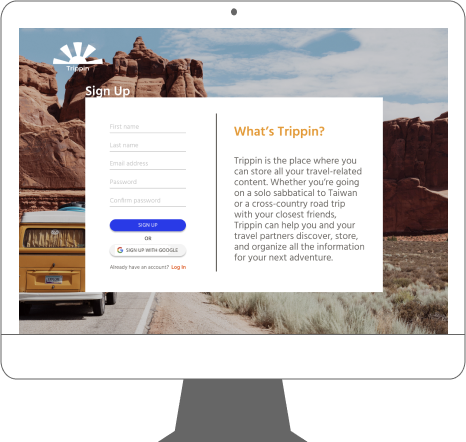 Trippin
Sign Up
First name
Last name
Email address
Password
Confirm password
SIGN UP
OR
G SIGN UP WITH GOOGLE
Already have an account? Log In
What's Trippin?
Trippin is the place where you
can store all your travel-related
content. Whether you're going
on a solo sabbatical to Taiwan
or a cross-country road trip
with your closest friends,
Trippin can help you and your
travel partners discover, store,
and organize all the information
for your next adventure.